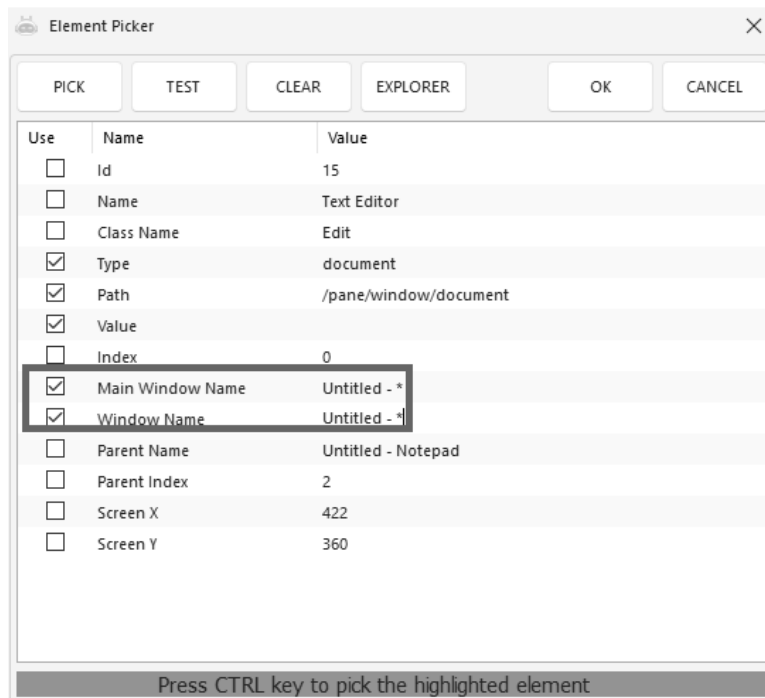 Element Picker
PICK TEST CLEAR EXPLORER OK CANCEL
Use Name Value
Id 15
Name Text Editor
Class Name Edit
Type document
Path /pane/window/document
Value
Index 0
Main Window Name Untitled - *
Window Name Untitled - *
Parent Name Untitled - Notepad
Parent Index 2
Screen X 422
Screen Y 360
Press CTRL key to pick the highlighted element